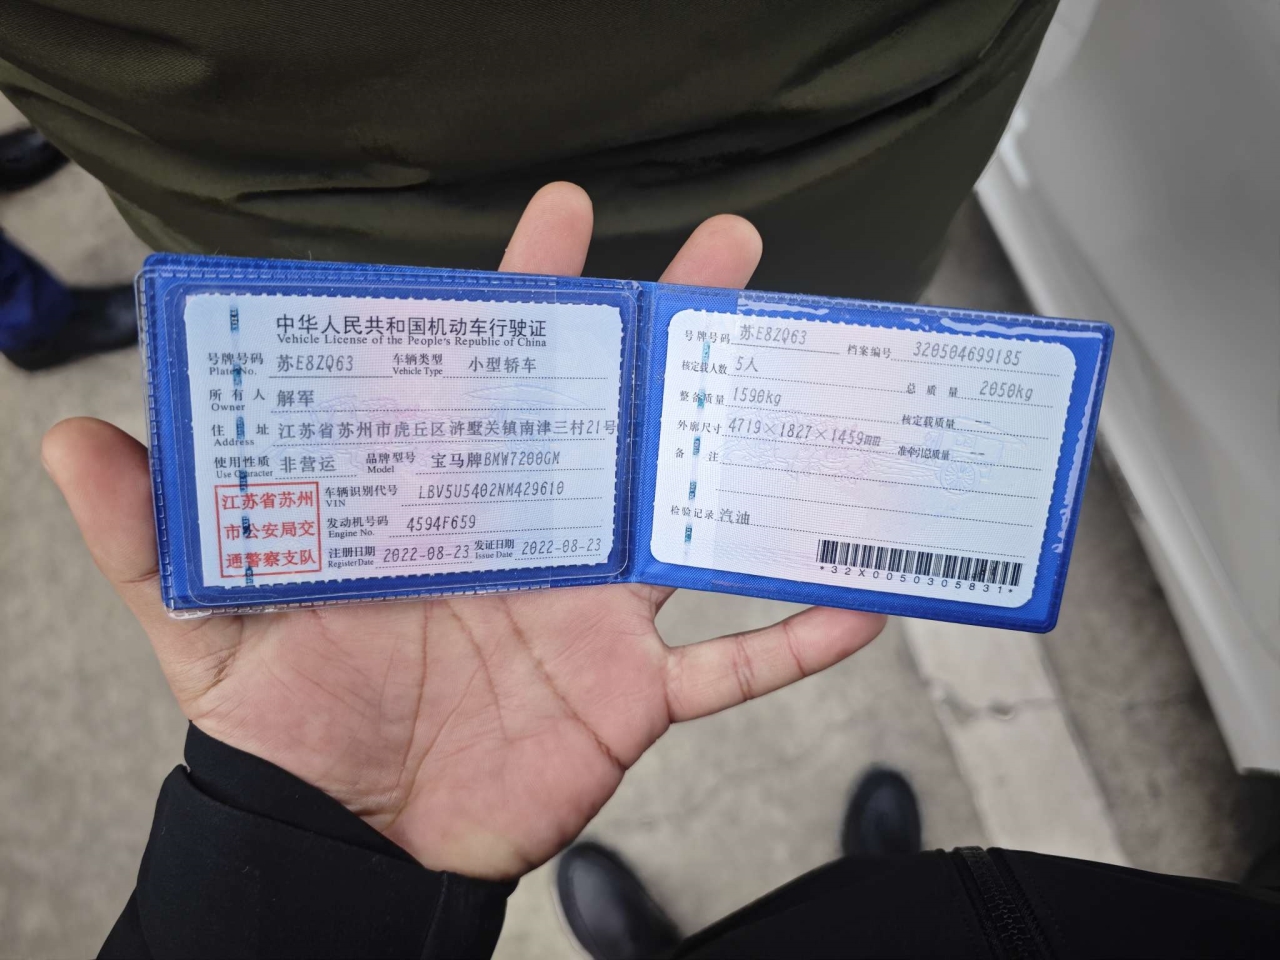 中华人民共和国机动车行驶证
Vehicle License of the People's Republic of China
号牌号码 苏E8ZQ63 车辆类型 小型轿车
Plate No. Vehicle Type
所有人 解军
Owner
住址 江苏省苏州市虎丘区浒墅关镇南津三村21号
Address
使用性质 非营运 品牌型号 宝马牌BMW7200GM
Use Character Model
江苏省苏州
市公安局交
通警察支队
车辆识别代号 LBV5U5402NM429610
VIN
发动机号码 4594F659
Engine No.
注册日期 2022-08-23 发证日期 2022-08-23
Register Date Issue Date
号牌号码 苏E8ZQ63 档案编号 320504699185
核定载人数 5人 总质量 2050kg
整备质量 1590kg 核定载质量 --
外廓尺寸 4719×1827×1459mm 准牵引总质量 --
备注
检验记录 汽油
*32X0050305831*